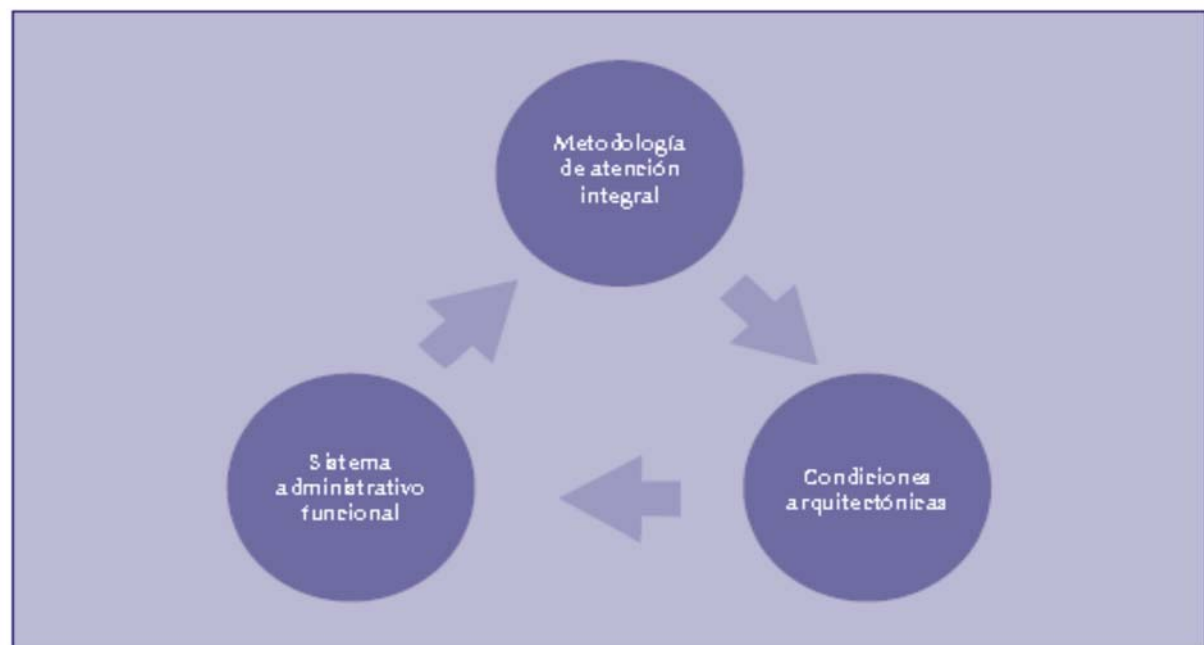 Metodología
de atención
integral
Sistema
administrativo
funcional
Condiciones
arquitectónicas